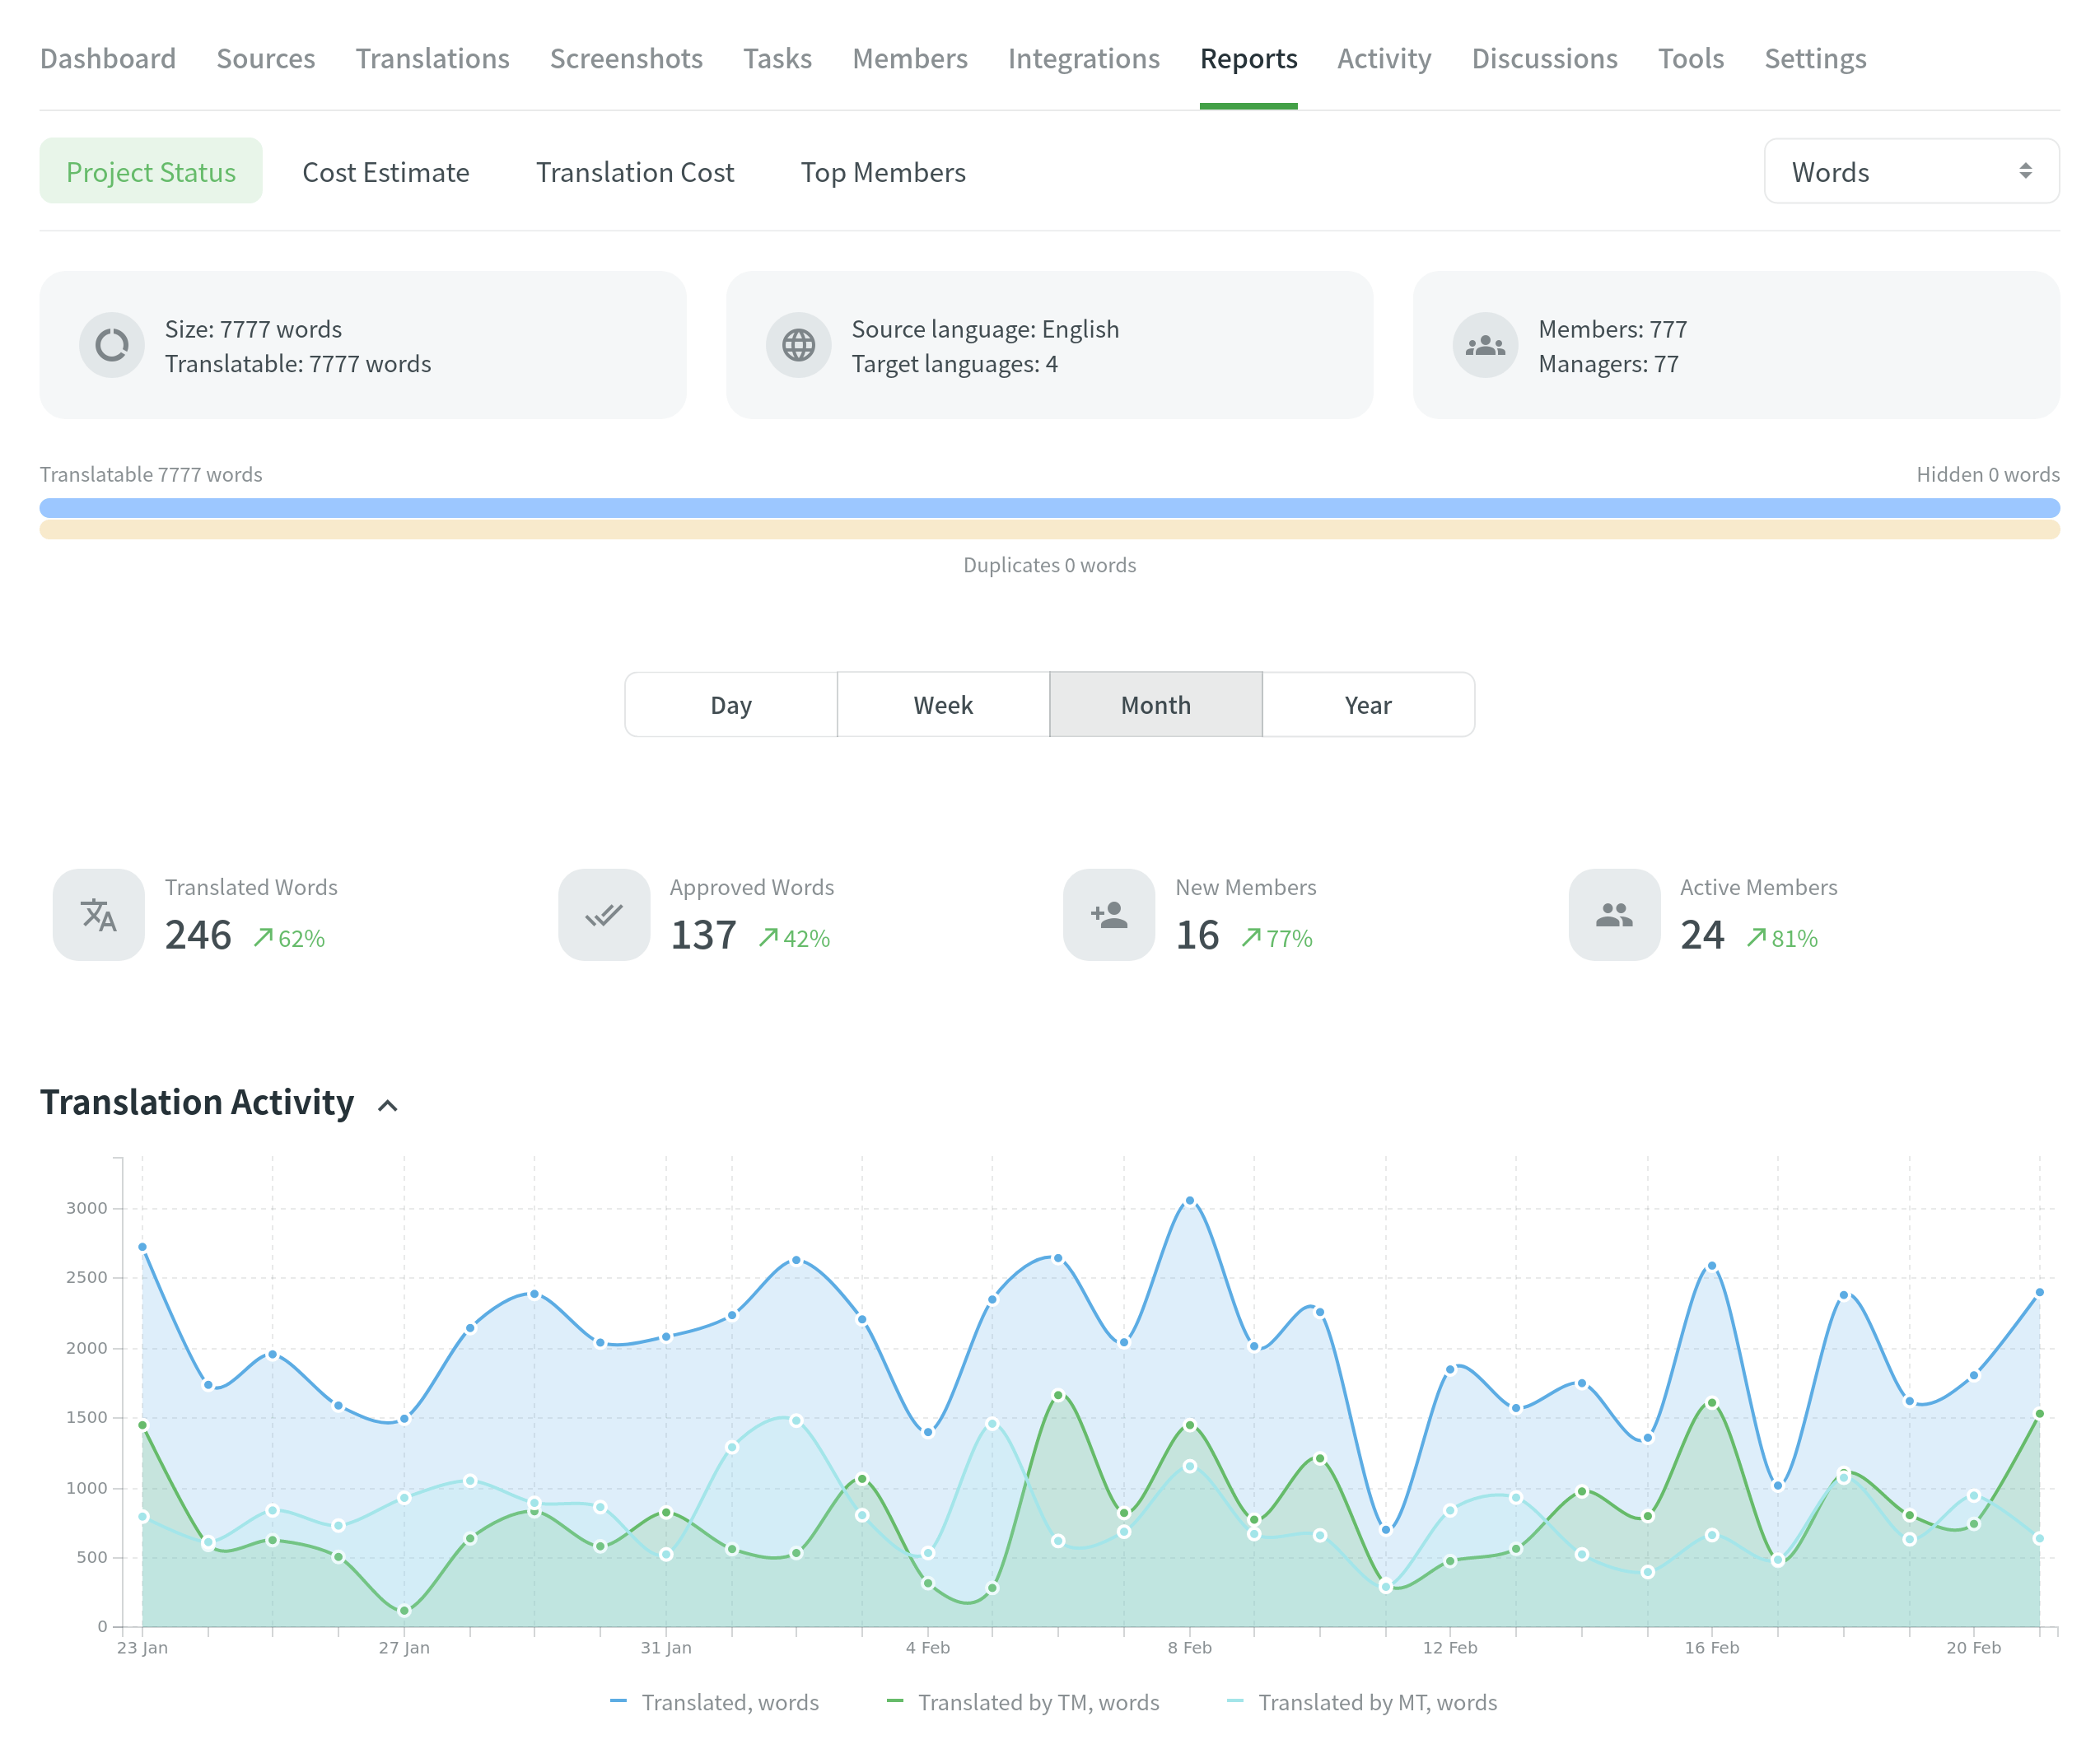 Dashboard Sources Translations Screenshots Tasks Members Integrations Reports Activity Discussions Tools Settings
Project Status Cost Estimate Translation Cost Top Members Words
Size: 7777 words
Translatable: 7777 words
Source language: English
Target languages: 4
Members: 777
Managers: 77
Translatable 7777 words Hidden 0 words
Duplicates 0 words
Day Week Month Year
Translated Words
246 62%
Approved Words
137 42%
New Members
16 77%
Active Members
24 81%
Translation Activity
3000
2500
2000
1500
1000
500
0
23 Jan 27 Jan 31 Jan 4 Feb 8 Feb 12 Feb 16 Feb 20 Feb
Translated, words Translated by TM, words Translated by MT, words